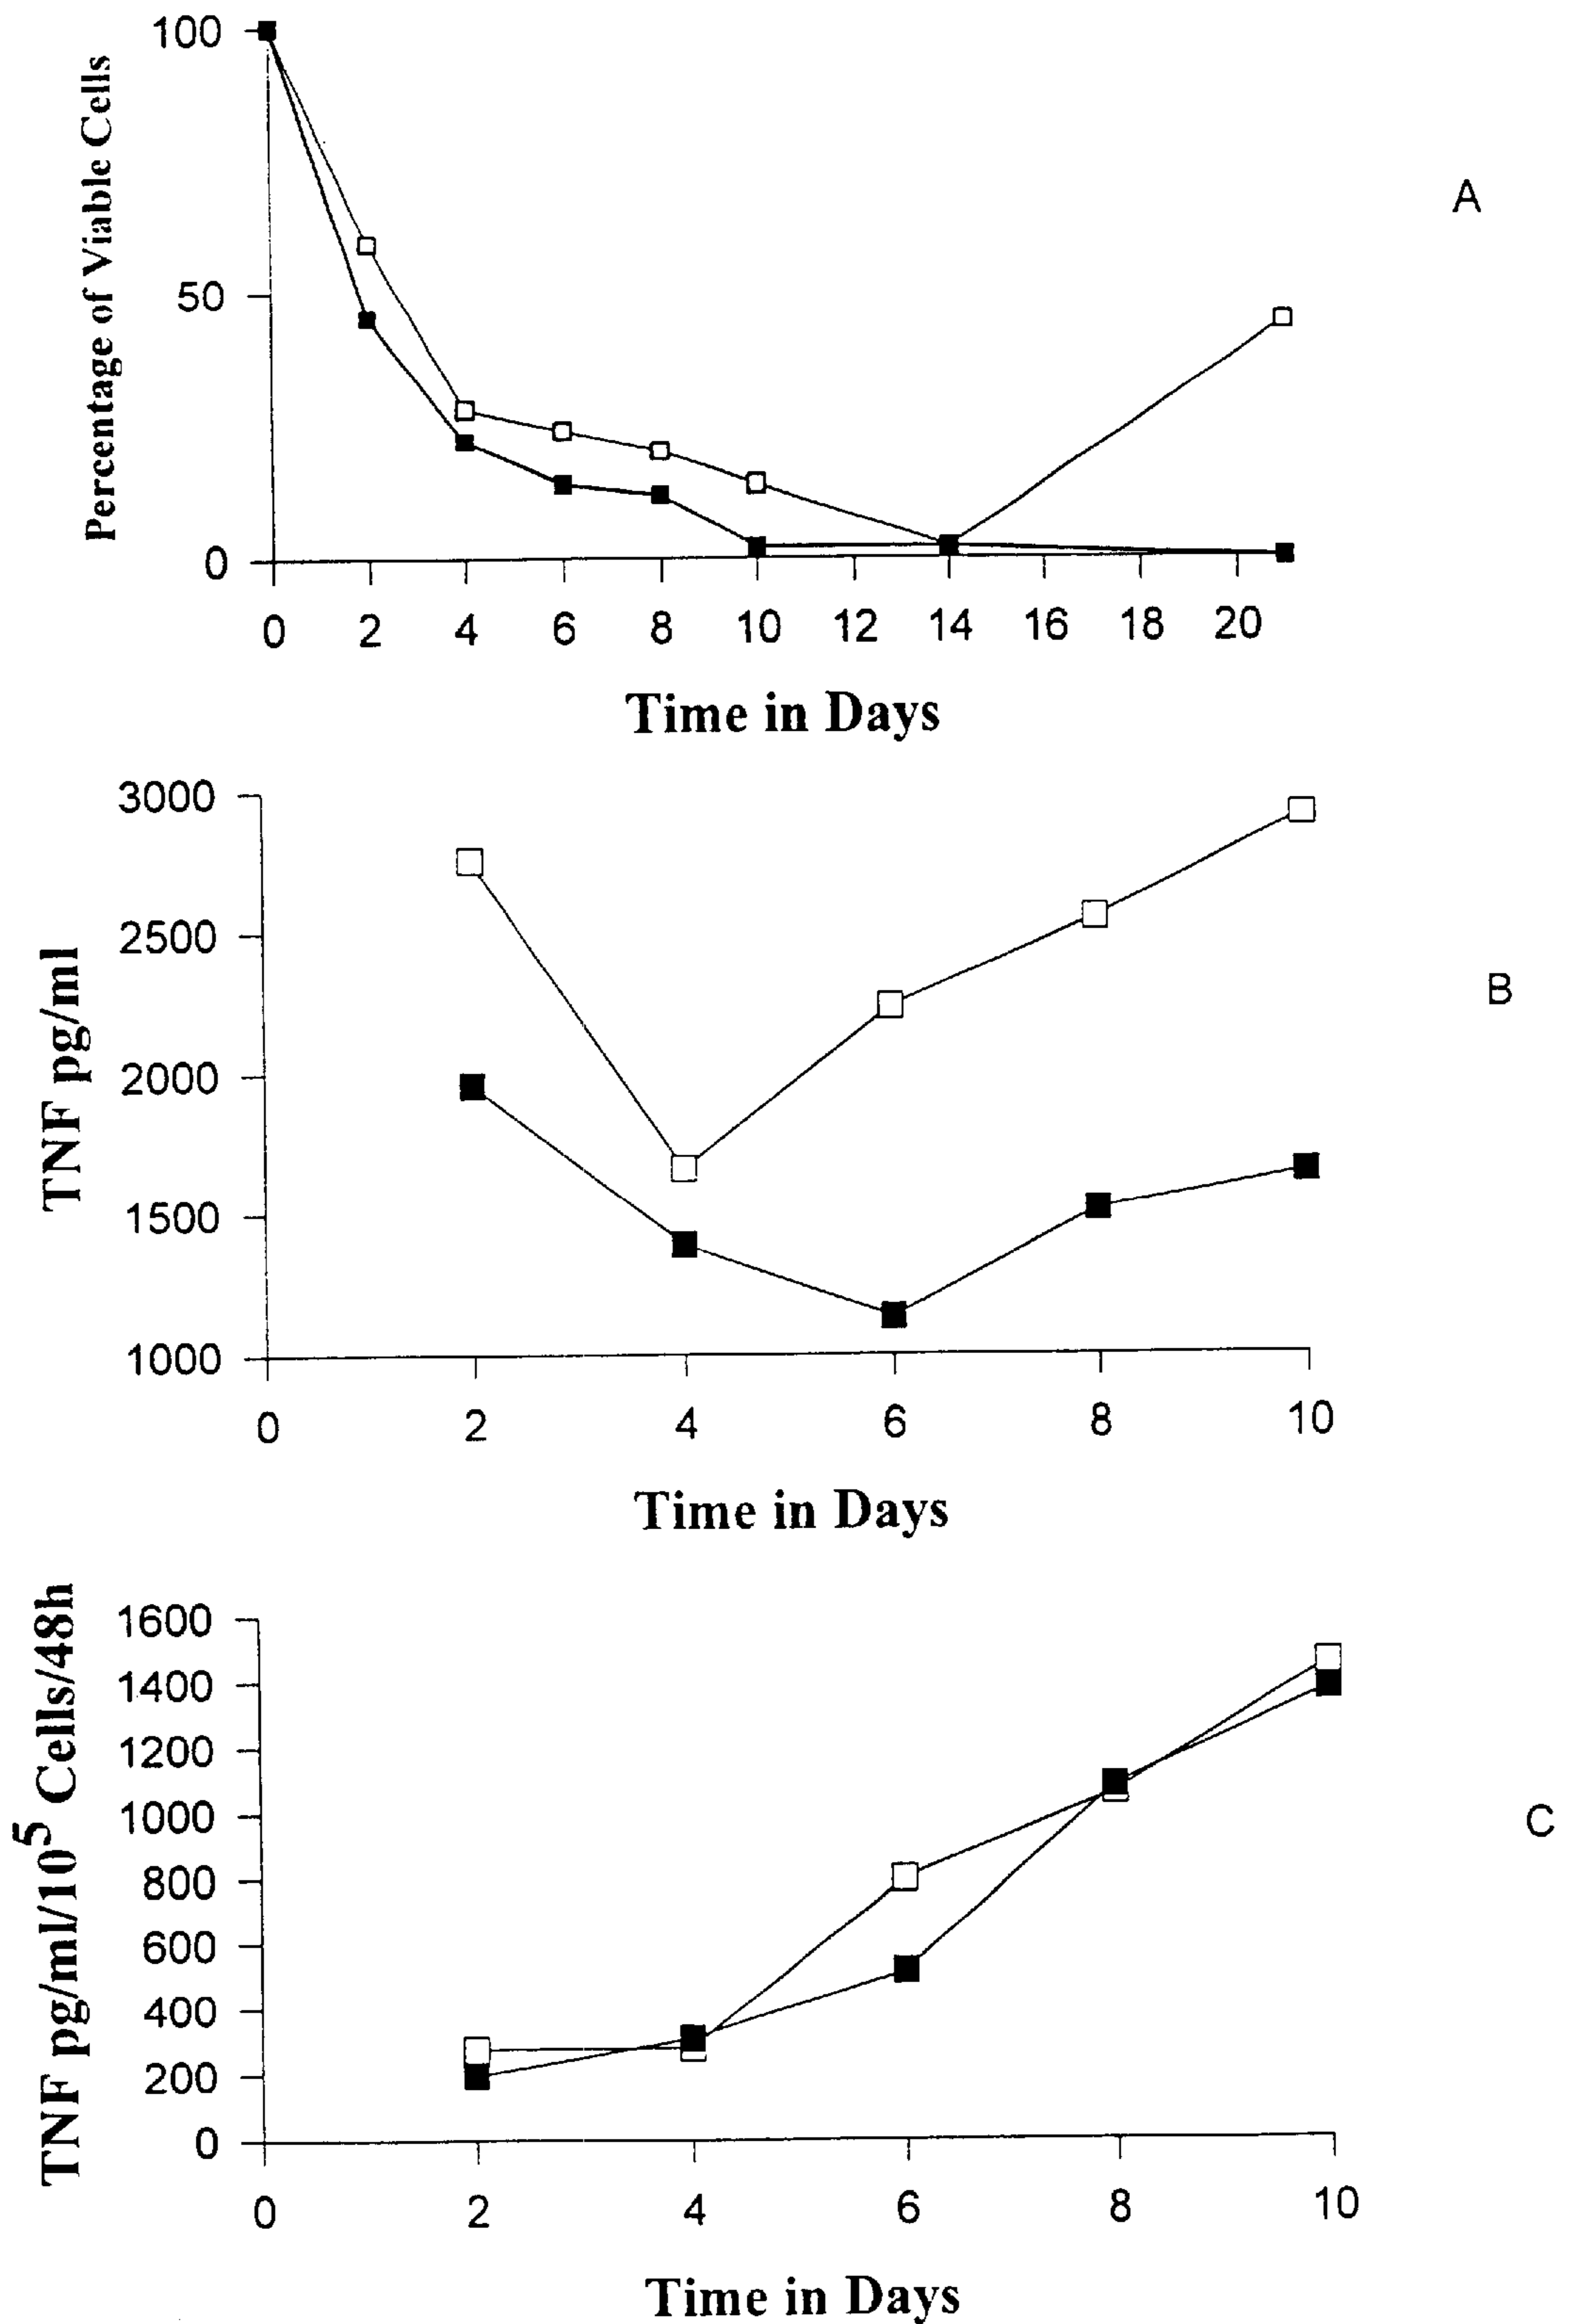 100
50
0
Percentage of Viable Cells
A
0 2 4 6 8 10 12 14 16 18 20
Time in Days
3000
2500
2000
1500
1000
TNF pg/ml
B
0 2 4 6 8 10
Time in Days
1600
1400
1200
1000
800
600
400
200
0
TNF pg/ml/10⁵ Cells/48h
C
0 2 4 6 8 10
Time in Days